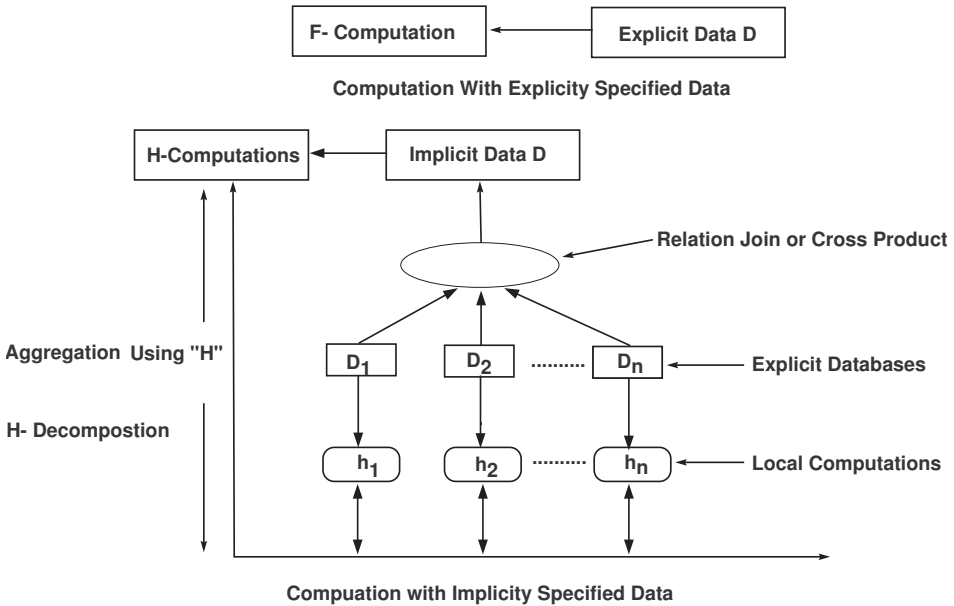 F- Computation
Explicit Data D
Computation With Explicity Specified Data
H-Computations
Implicit Data D
Relation Join or Cross Product
Aggregation Using "H"
D1
D2
..........
Dn
Explicit Databases
H- Decompostion
h1
h2
..........
hn
Local Computations
Compuation with Implicity Specified Data